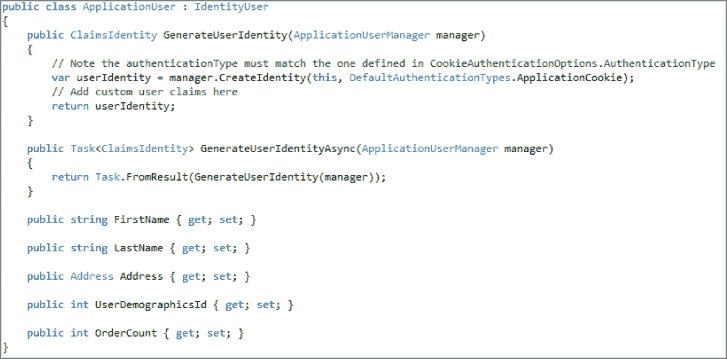 public class ApplicationUser : IdentityUser
{
public ClaimsIdentity GenerateUserIdentity(ApplicationUserManager manager)
{
// Note the authenticationType must match the one defined in CookieAuthenticationOptions.AuthenticationType
var userIdentity = manager.CreateIdentity(this, DefaultAuthenticationTypes.ApplicationCookie);
// Add custom user claims here
return userIdentity;
}
public Task<ClaimsIdentity> GenerateUserIdentityAsync(ApplicationUserManager manager)
{
return Task.FromResult(GenerateUserIdentity(manager));
}
public string FirstName { get; set; }
public string LastName { get; set; }
public Address Address { get; set; }
public int UserDemographicsId { get; set; }
public int OrderCount { get; set; }
}